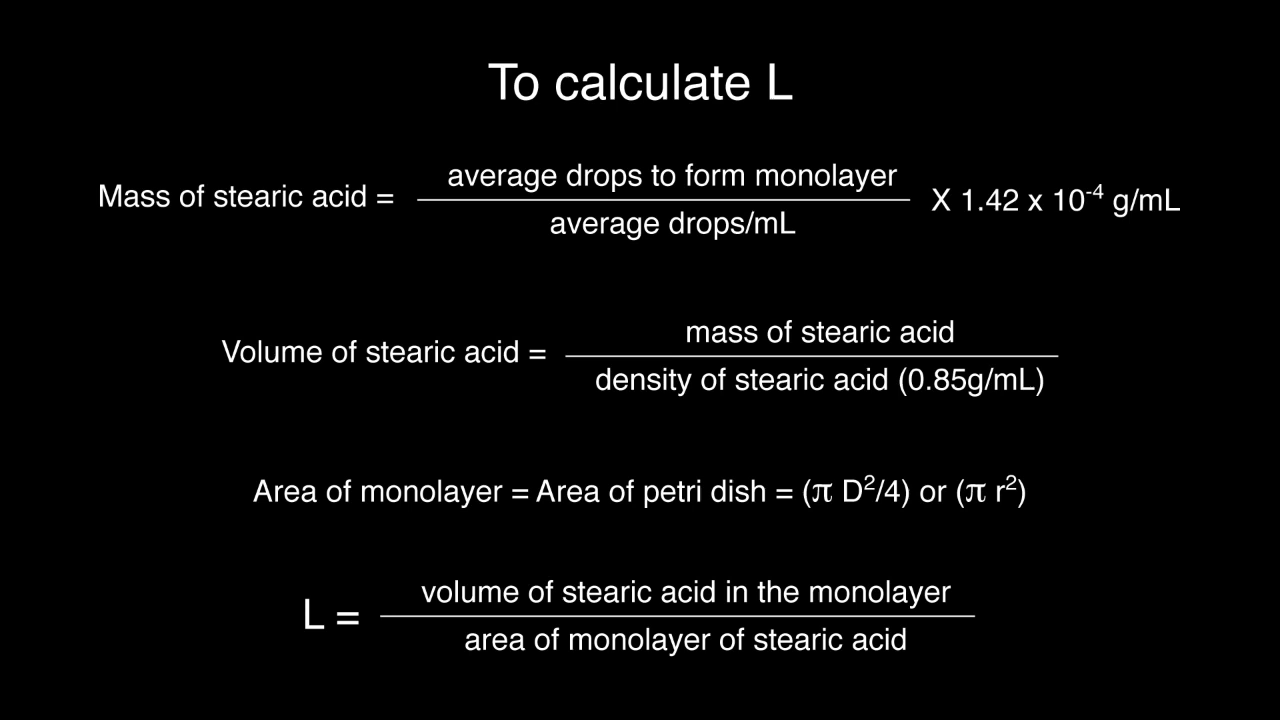 To calculate L
average drops to form monolayer
Mass of stearic acid = X 1.42 x 10⁻⁴ g/mL
average drops/mL
mass of stearic acid
Volume of stearic acid =
density of stearic acid (0.85g/mL)
Area of monolayer = Area of petri dish = (π D²/4) or (π r²)
volume of stearic acid in the monolayer
L =
area of monolayer of stearic acid